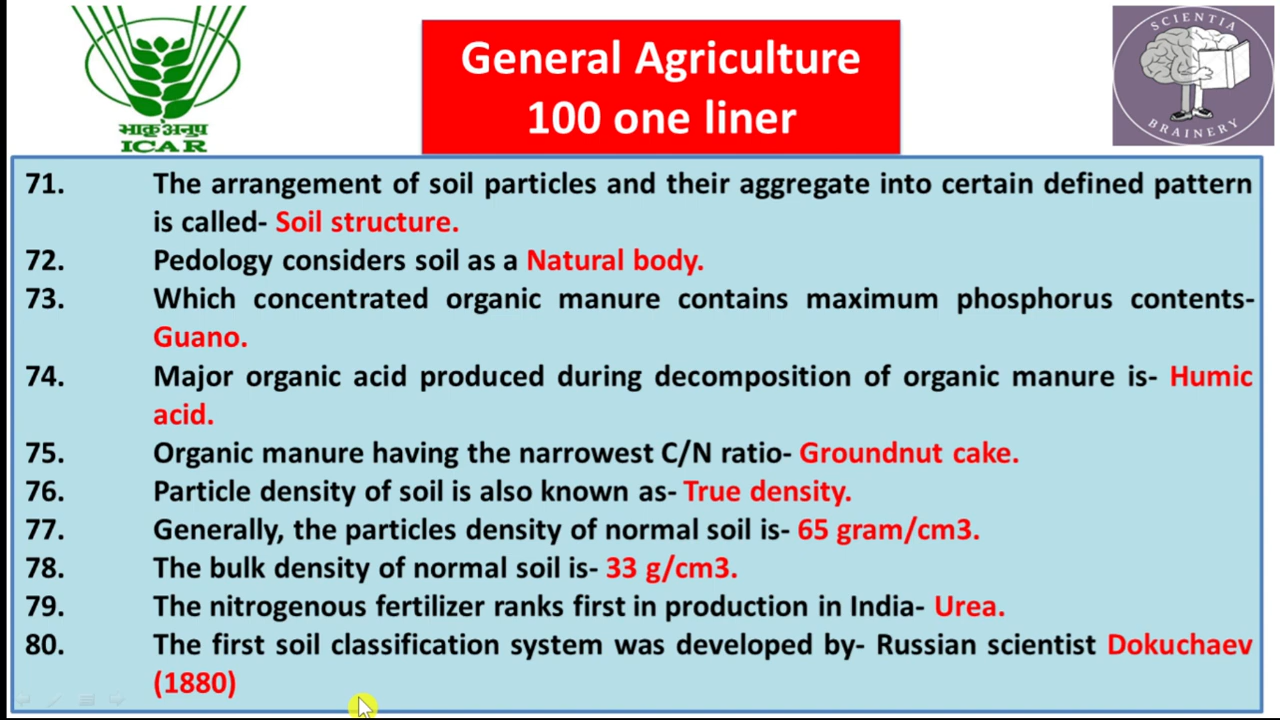 General Agriculture
100 one liner
भाकृअनुप
ICAR
SCIENTIA
BRAINERY
71. The arrangement of soil particles and their aggregate into certain defined pattern
is called- Soil structure.
72. Pedology considers soil as a Natural body.
73. Which concentrated organic manure contains maximum phosphorus contents-
Guano.
74. Major organic acid produced during decomposition of organic manure is- Humic
acid.
75. Organic manure having the narrowest C/N ratio- Groundnut cake.
76. Particle density of soil is also known as- True density.
77. Generally, the particles density of normal soil is- 65 gram/cm3.
78. The bulk density of normal soil is- 33 g/cm3.
79. The nitrogenous fertilizer ranks first in production in India- Urea.
80. The first soil classification system was developed by- Russian scientist Dokuchaev
(1880)